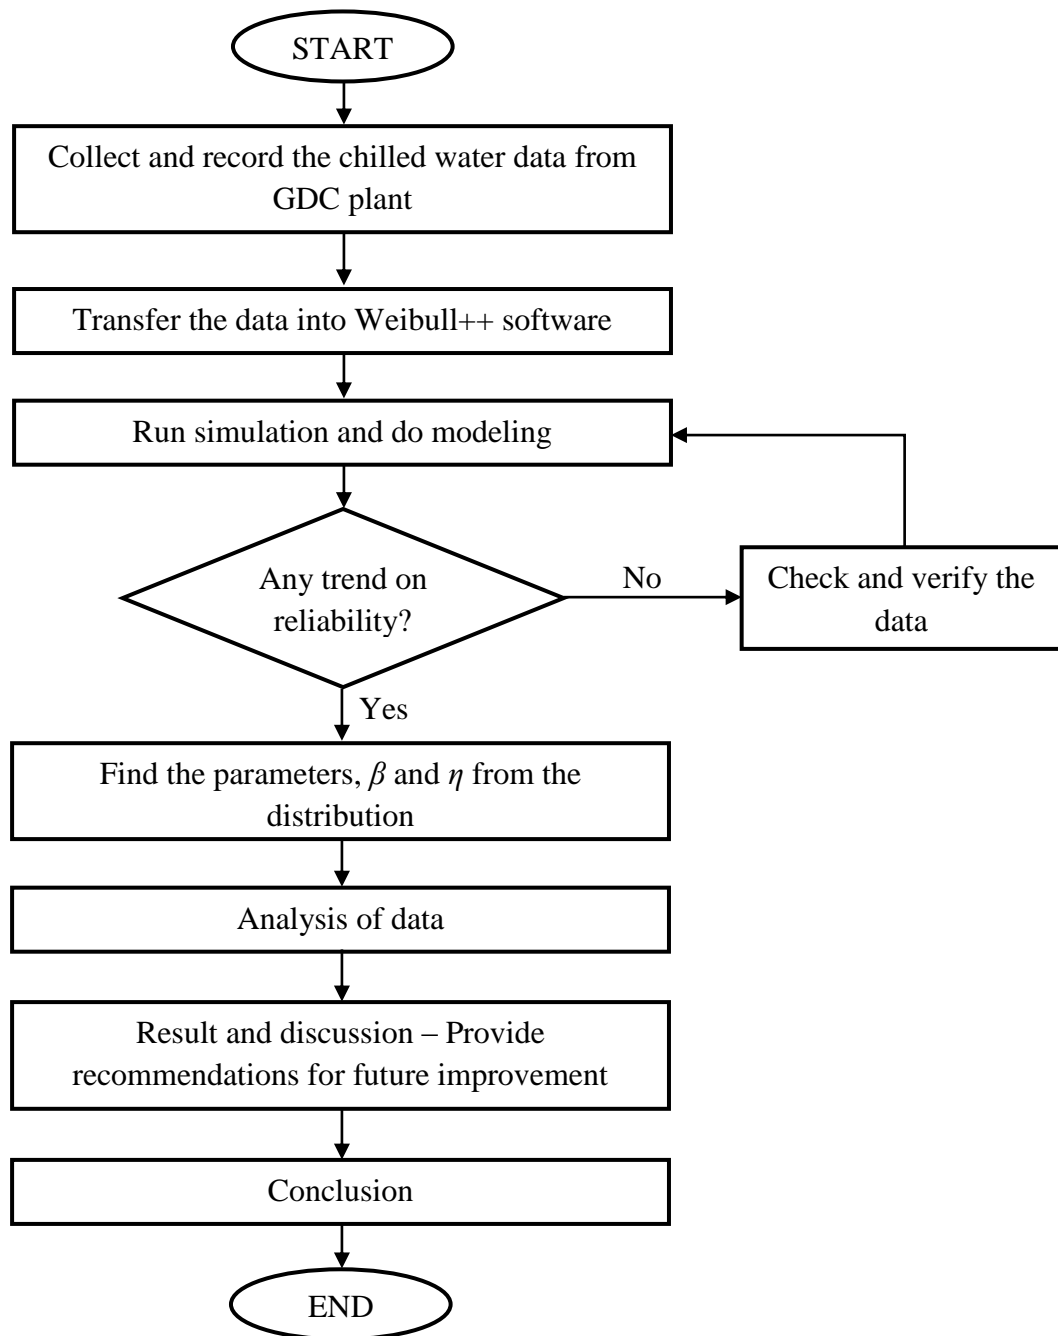 START
Collect and record the chilled water data from
GDC plant
Transfer the data into Weibull++ software
Run simulation and do modeling
Any trend on
reliability?
No
Check and verify the
data
Yes
Find the parameters, β and η from the
distribution
Analysis of data
Result and discussion – Provide
recommendations for future improvement
Conclusion
END